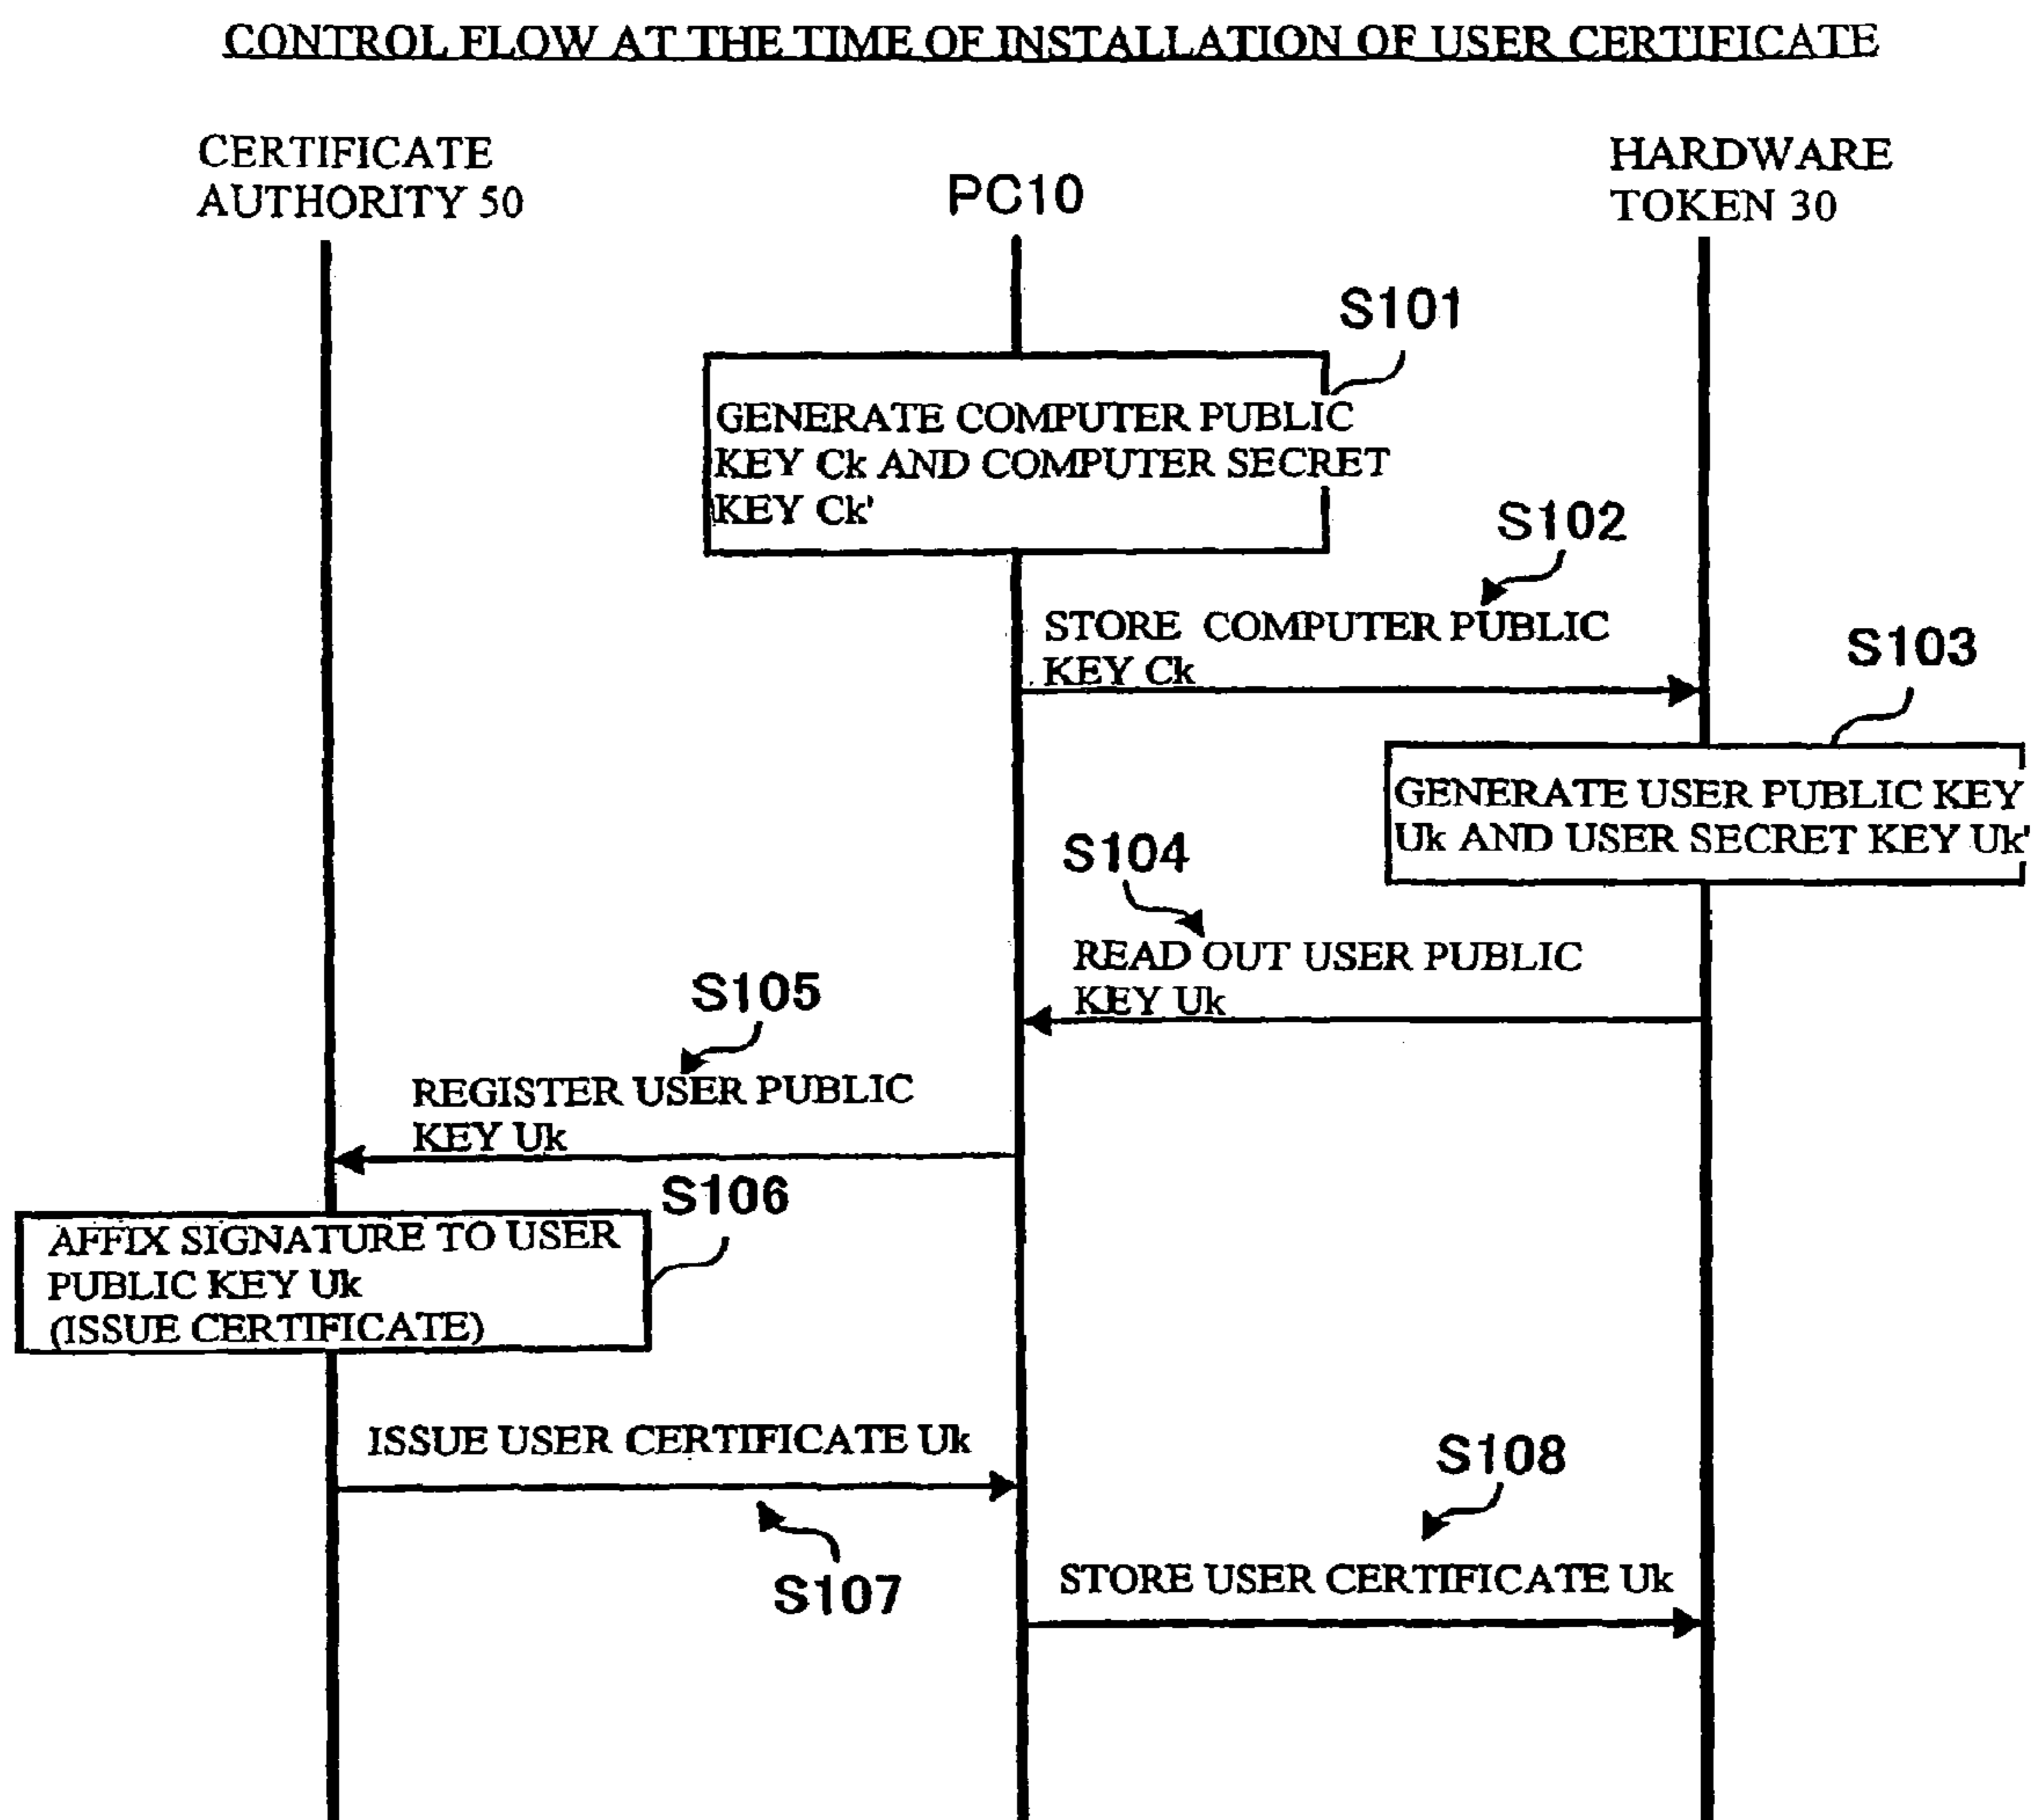 CONTROL FLOW AT THE TIME OF INSTALLATION OF USER CERTIFICATE
CERTIFICATE
AUTHORITY 50
PC10
HARDWARE
TOKEN 30
S101
GENERATE COMPUTER PUBLIC
KEY Ck AND COMPUTER SECRET
KEY Ck'
S102
STORE COMPUTER PUBLIC
KEY Ck
S103
GENERATE USER PUBLIC KEY
Uk AND USER SECRET KEY Uk'
S104
READ OUT USER PUBLIC
KEY Uk
S105
REGISTER USER PUBLIC
KEY Uk
S106
AFFIX SIGNATURE TO USER
PUBLIC KEY Uk
(ISSUE CERTIFICATE)
ISSUE USER CERTIFICATE Uk
S107
S108
STORE USER CERTIFICATE Uk